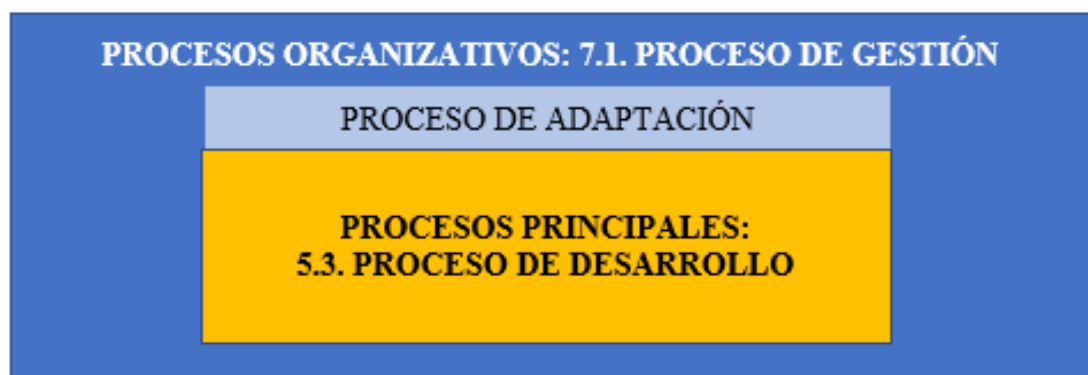 PROCESOS ORGANIZATIVOS: 7.1. PROCESO DE GESTIÓN
PROCESO DE ADAPTACIÓN
PROCESOS PRINCIPALES:
5.3. PROCESO DE DESARROLLO